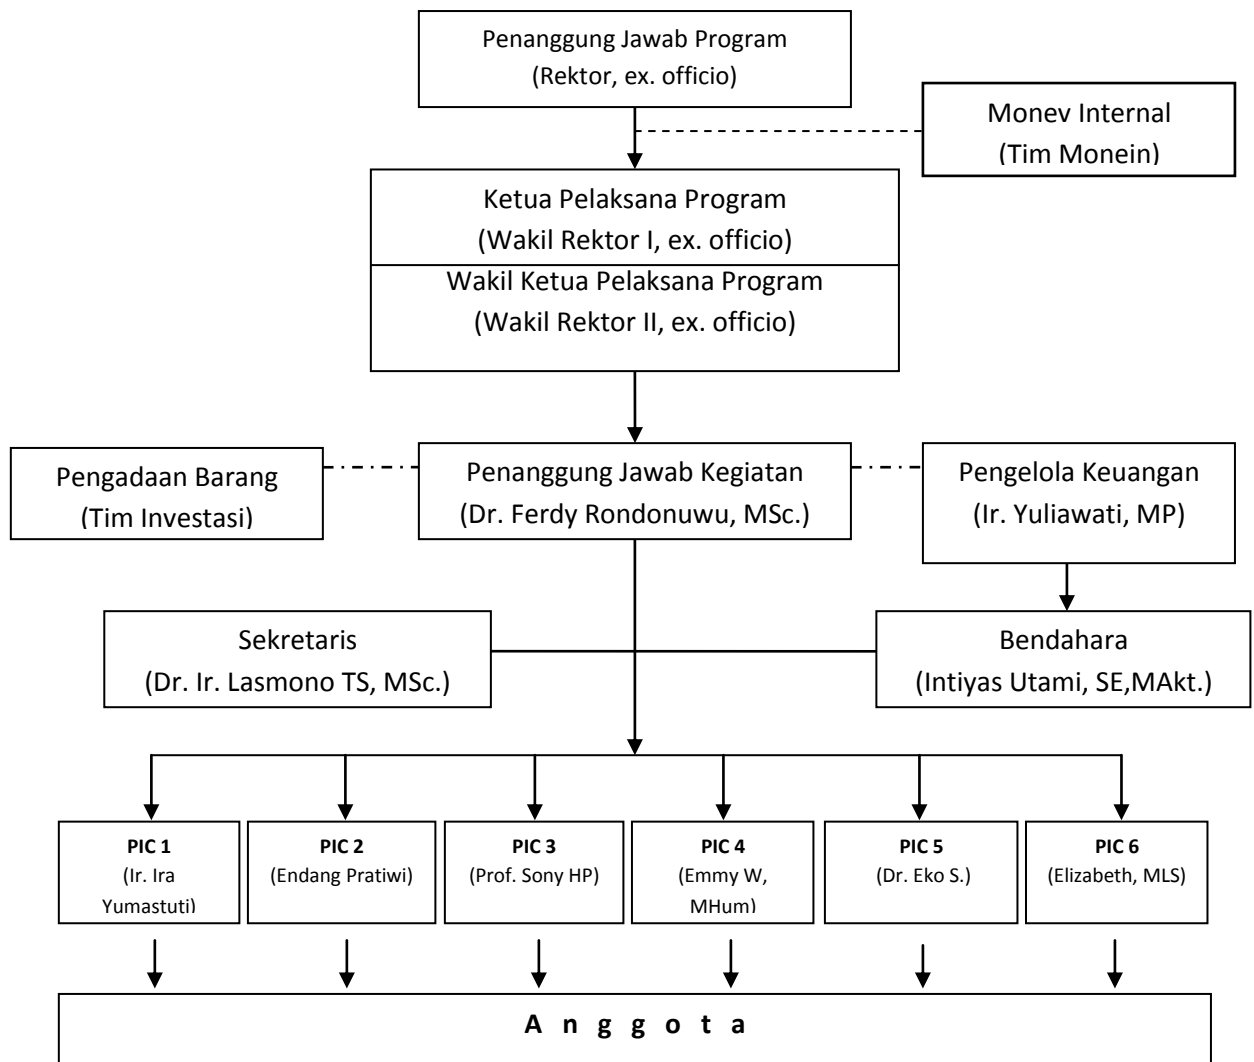 Penanggung Jawab Program
(Rektor, ex. officio)
Monev Internal
(Tim Monein)
Ketua Pelaksana Program
(Wakil Rektor I, ex. officio)
Wakil Ketua Pelaksana Program
(Wakil Rektor II, ex. officio)
Pengadaan Barang
(Tim Investasi)
Penanggung Jawab Kegiatan
(Dr. Ferdy Rondonuwu, MSc.)
Pengelola Keuangan
(Ir. Yuliawati, MP)
Sekretaris
(Dr. Ir. Lasmono TS, MSc.)
Bendahara
(Intiyas Utami, SE,MAkt.)
PIC 1
(Ir. Ira
Yumastuti)
PIC 2
(Endang Pratiwi)
PIC 3
(Prof. Sony HP)
PIC 4
(Emmy W,
MHum)
PIC 5
(Dr. Eko S.)
PIC 6
(Elizabeth, MLS)
A n g g o t a